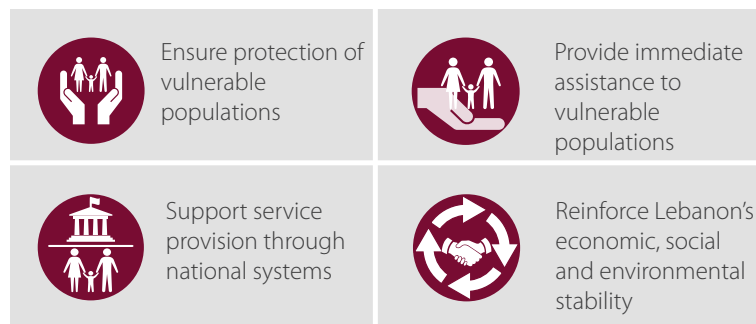 Ensure protection of
vulnerable
populations
Provide immediate
assistance to
vulnerable
populations
Support service
provision through
national systems
Reinforce Lebanon’s
economic, social
and environmental
stability